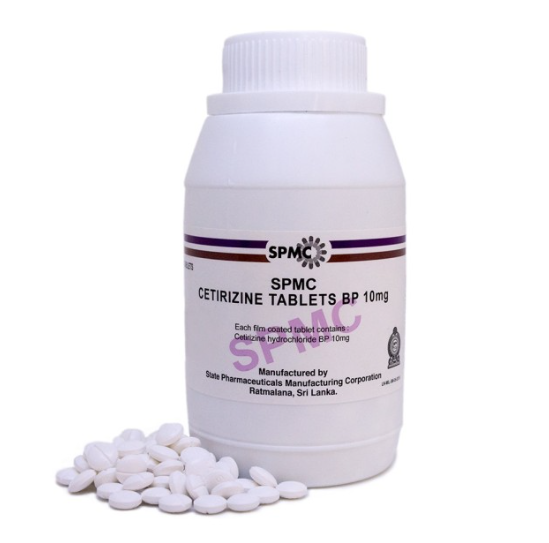 SPMC
SPMC
CETIRIZINE TABLETS BP 10mg
Each film coated tablet contains
Cetirizine hydrochloride BP 10mg
SPMC
Manufactured by
State Pharmaceuticals Manufacturing Corporation
Ratmalana, Sri Lanka.